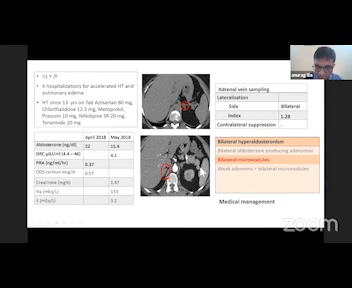 51 Y /F
4 hospitalizations for accelerated HT and
pulmonary edema
HT since 13 yrs on Tab Azilsartan 80 mg,
Chlorthalidone 12.5 mg, Metoprolol,
Prazosin 10 mg, Nifedipine SR 20 mg,
Torsemide 20 mg
April 2018 May 2018
Aldosterone (ng/dl) 22 15.4
DRC µIU/ml (4.4 – 46) 4.1
PRA (ng/ml/hr) 0.37
ODS cortisol mcg/d 0.57
Creatinine (mg%) 1.47
Na (mEq/L) 133
K (mEq/L) 3.2
Adrenal vein sampling
Lateralisation
Side Bilateral
Index 1.28
Contralateral suppression -
Bilateral hyperaldosteronism
Bilateral aldosterone producing adenomas
Bilateral micronodules
Weak adenoma + bilateral micronodules
Medical management
zoom